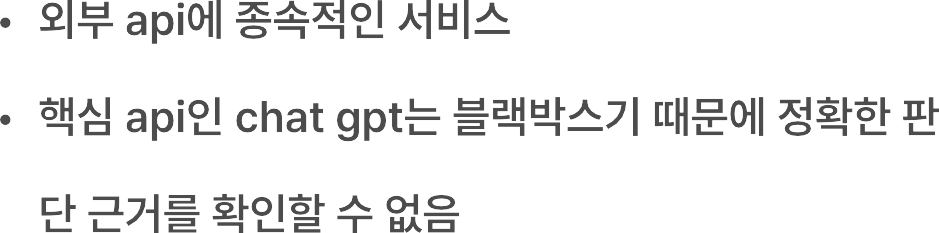 • 외부 api에 종속적인 서비스
• 핵심 api인 chat gpt는 블랙박스기 때문에 정확한 판
단 근거를 확인할 수 없음